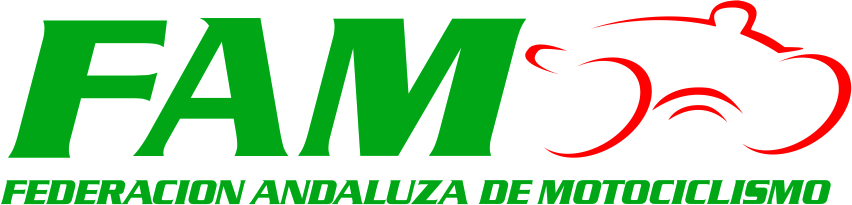 FAM
FEDERACION ANDALUZA DE MOTOCICLISMO